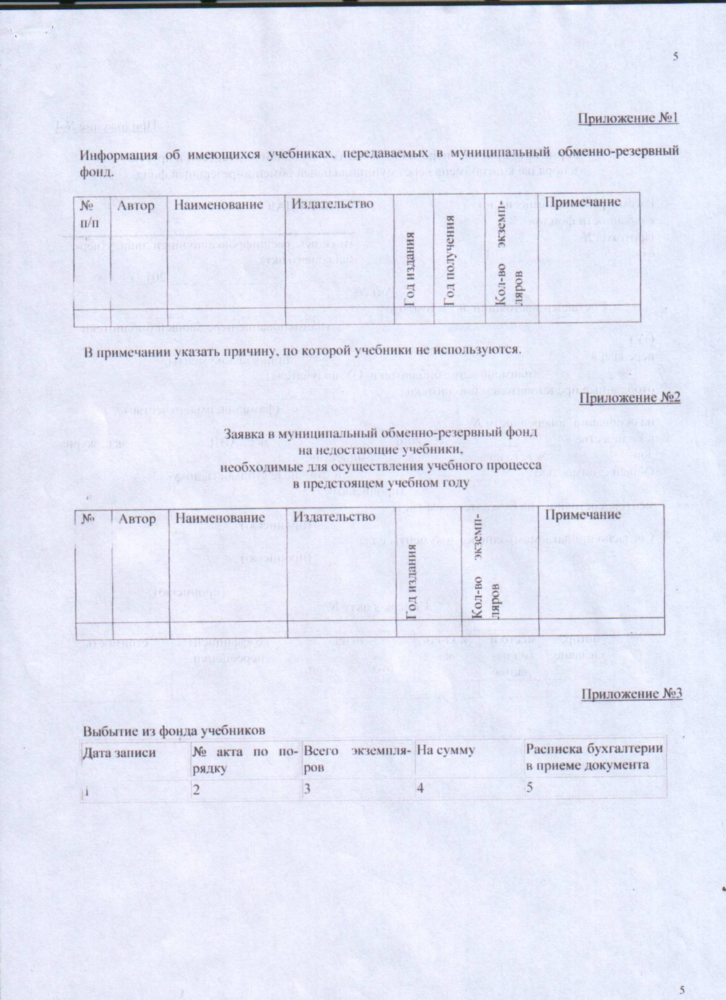 5
Приложение №1
Информация об имеющихся учебниках, передаваемых в муниципальный обменно-резервный
фонд.
№ п/п
Автор
Наименование
Издательство
Год издания
Год получения
Кол-во экземп-
ляров
Примечание
В примечании указать причину, по которой учебники не используются.
Приложение №2
Заявка в муниципальный обменно-резервный фонд
на недостающие учебники,
необходимые для осуществления учебного процесса
в предстоящем учебном году
№
Автор
Наименование
Издательство
Год издания
Кол-во экземп-
ляров
Примечание
Приложение №3
Выбытие из фонда учебников
Дата записи
№ акта по по-
рядку
Всего экземпля-
ров
На сумму
Расписка бухгалтерии
в приеме документа
1
2
3
4
5
5